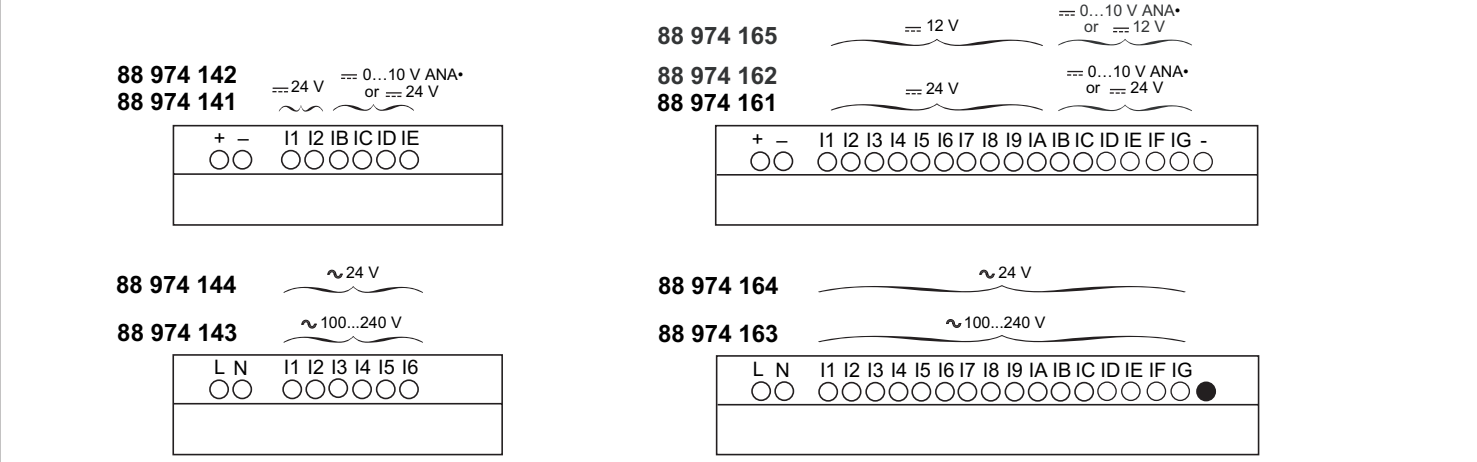 88 974 142
88 974 141
⎓ 24 V
⎓ 0...10 V ANA•
or ⎓ 24 V
+ – I1 I2 IB IC ID IE
88 974 165
⎓ 12 V
⎓ 0...10 V ANA•
or ⎓ 12 V
88 974 162
88 974 161
⎓ 24 V
⎓ 0...10 V ANA•
or ⎓ 24 V
+ – I1 I2 I3 I4 I5 I6 I7 I8 I9 IA IB IC ID IE IF IG -
88 974 144
∿ 24 V
88 974 143
∿ 100...240 V
L N I1 I2 I3 I4 I5 I6
88 974 164
∿ 24 V
88 974 163
∿ 100...240 V
L N I1 I2 I3 I4 I5 I6 I7 I8 I9 IA IB IC ID IE IF IG